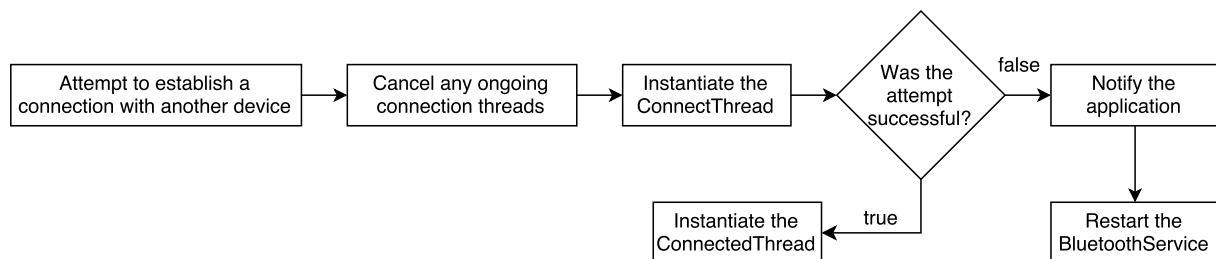 Attempt to establish a
connection with another device
Cancel any ongoing
connection threads
Instantiate the
ConnectThread
Was the
attempt
successful?
false
Notify the
application
true
Instantiate the
ConnectedThread
Restart the
BluetoothService